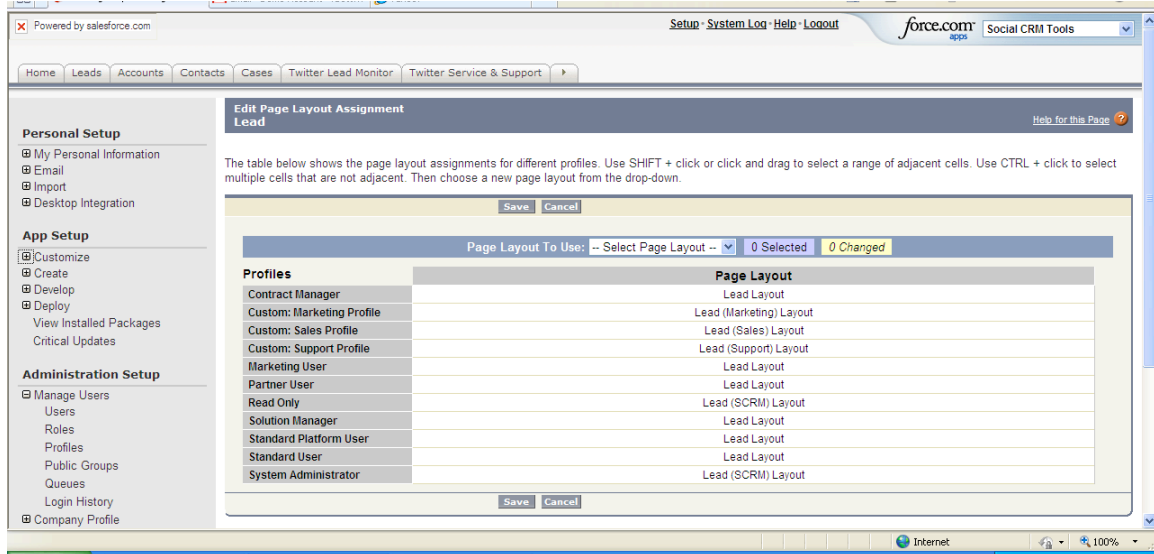 Powered by salesforce.com
Setup · System Log · Help · Logout
force.com
apps
Social CRM Tools
Home Leads Accounts Contacts Cases Twitter Lead Monitor Twitter Service & Support
Edit Page Layout Assignment
Lead
Help for this Page
Personal Setup
My Personal Information
Email
Import
Desktop Integration
App Setup
Customize
Create
Develop
Deploy
View Installed Packages
Critical Updates
Administration Setup
Manage Users
Users
Roles
Profiles
Public Groups
Queues
Login History
Company Profile
The table below shows the page layout assignments for different profiles. Use SHIFT + click or click and drag to select a range of adjacent cells. Use CTRL + click to select
multiple cells that are not adjacent. Then choose a new page layout from the drop-down.
Save Cancel
Page Layout To Use: -- Select Page Layout -- 0 Selected 0 Changed
Profiles Page Layout
Contract Manager Lead Layout
Custom: Marketing Profile Lead (Marketing) Layout
Custom: Sales Profile Lead (Sales) Layout
Custom: Support Profile Lead (Support) Layout
Marketing User Lead Layout
Partner User Lead Layout
Read Only Lead (SCRM) Layout
Solution Manager Lead Layout
Standard Platform User Lead Layout
Standard User Lead Layout
System Administrator Lead (SCRM) Layout
Save Cancel
Internet 100%